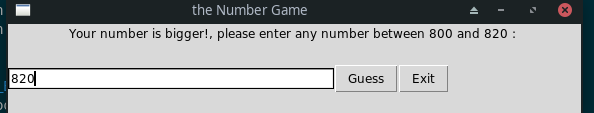 the Number Game
Your number is bigger!, please enter any number between 800 and 820 :
820
Guess
Exit